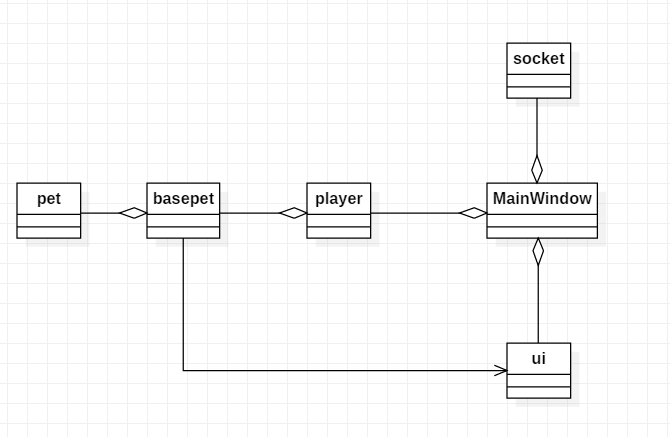 socket
pet
basepet
player
MainWindow
ui